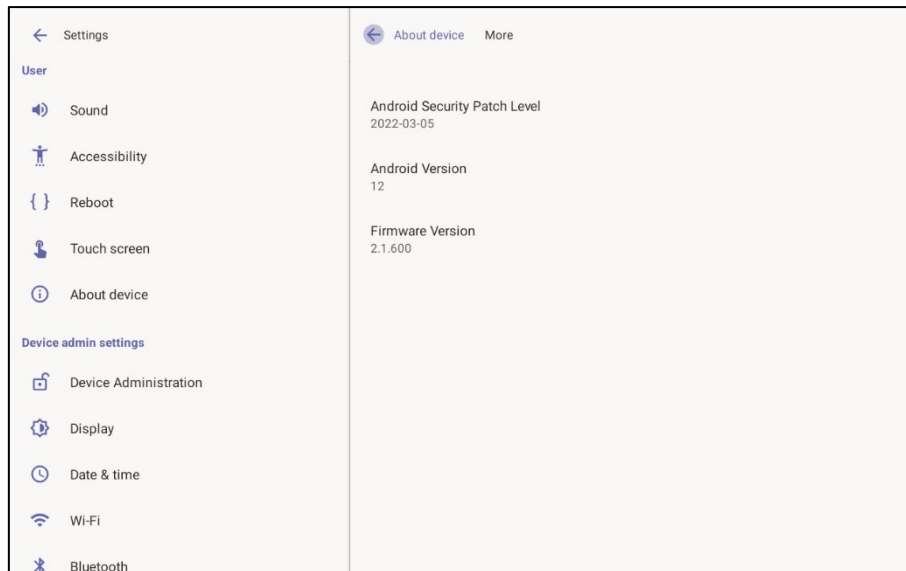 Settings
User
Sound
Accessibility
{ } Reboot
Touch screen
About device
Device admin settings
Device Administration
Display
Date & time
Wi-Fi
Bluetooth
About device More
Android Security Patch Level
2022-03-05
Android Version
12
Firmware Version
2.1.600